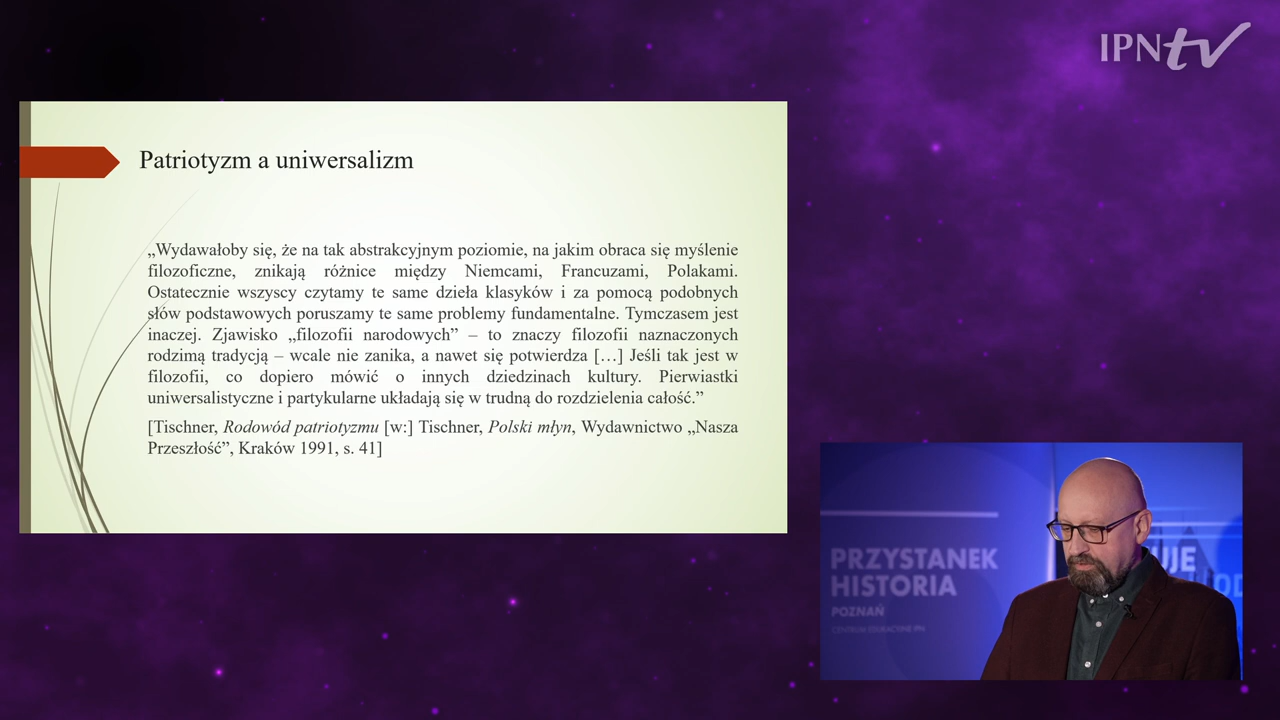 IPNtv
Patriotyzm a uniwersalizm
„Wydawałoby się, że na tak abstrakcyjnym poziomie, na jakim obraca się myślenie
filozoficzne, znikają różnice między Niemcami, Francuzami, Polakami.
Ostatecznie wszyscy czytamy te same dzieła klasyków i za pomocą podobnych
słów podstawowych poruszamy te same problemy fundamentalne. Tymczasem jest
inaczej. Zjawisko „filozofii narodowych” – to znaczy filozofii naznaczonych
rodzimą tradycją – wcale nie zanika, a nawet się potwierdza […] Jeśli tak jest w
filozofii, co dopiero mówić o innych dziedzinach kultury. Pierwiastki
uniwersalistyczne i partykularne układają się w trudną do rozdzielenia całość.”
[Tischner, Rodowód patriotyzmu [w:] Tischner, Polski młyn, Wydawnictwo „Nasza
Przeszłość”, Kraków 1991, s. 41]
PRZYSTANEK
HISTORIA
POZNAŃ
CENTRUM EDUKACYJNE IPN